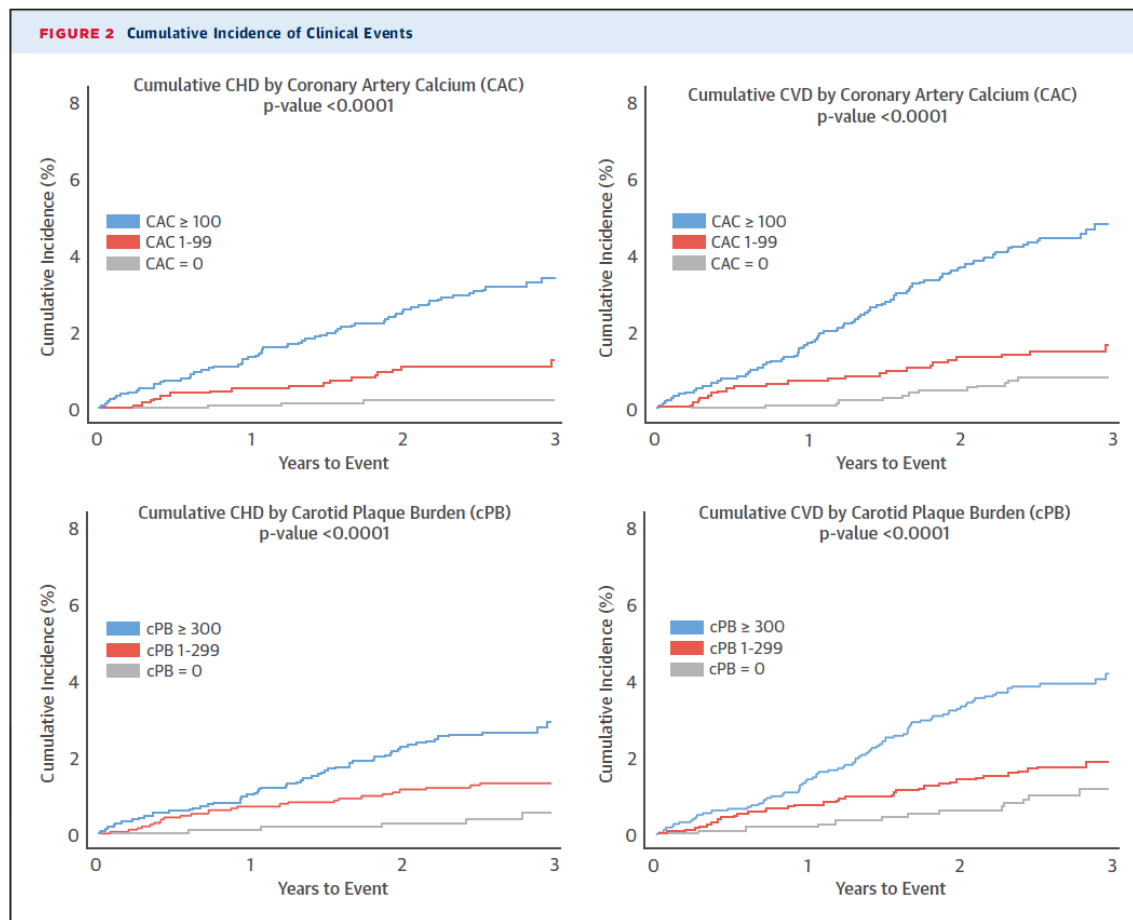 FIGURE 2 Cumulative Incidence of Clinical Events
Cumulative CHD by Coronary Artery Calcium (CAC)
p-value <0.0001
Cumulative Incidence (%)
8
6
4
2
0
CAC ≥ 100
CAC 1-99
CAC = 0
0
1
2
3
Years to Event
Cumulative CVD by Coronary Artery Calcium (CAC)
p-value <0.0001
Cumulative Incidence (%)
8
6
4
2
0
CAC ≥ 100
CAC 1-99
CAC = 0
0
1
2
3
Years to Event
Cumulative CHD by Carotid Plaque Burden (cPB)
p-value <0.0001
Cumulative Incidence (%)
8
6
4
2
0
cPB ≥ 300
cPB 1-299
cPB = 0
0
1
2
3
Years to Event
Cumulative CVD by Carotid Plaque Burden (cPB)
p-value <0.0001
Cumulative Incidence (%)
8
6
4
2
0
cPB ≥ 300
cPB 1-299
cPB = 0
0
1
2
3
Years to Event